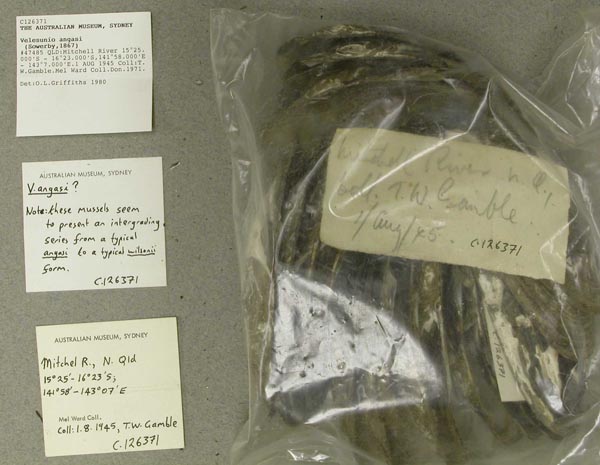 C126371
THE AUSTRALIAN MUSEUM, SYDNEY
Velesunio angasi
(Sowerby,1867)
#47485 QLD:Mitchell River 15°25.
000'S - 16°23.000'S,141°58.000'E
- 143°7.000'E.1 AUG 1945 Coll:T.
W.Gamble.Mel Ward Coll.Don.1971.
Det:O.L.Griffiths 1980
AUSTRALIAN MUSEUM, SYDNEY
V. angasi?
Note: these mussels seem
to present an intergrading
series from a typical
angasi to a typical wilsonii
form.
C.126371
AUSTRALIAN MUSEUM, SYDNEY
Mitchel R., N. Qld
15°25'-16°23'S;
141°58'-143°07'E
Mel Ward Coll.
Coll: 1.8.1945, T.W. Gamble
C.126371
Mitchel River N. Q.
T.W. Gamble
1/Aug/45.
C.126371